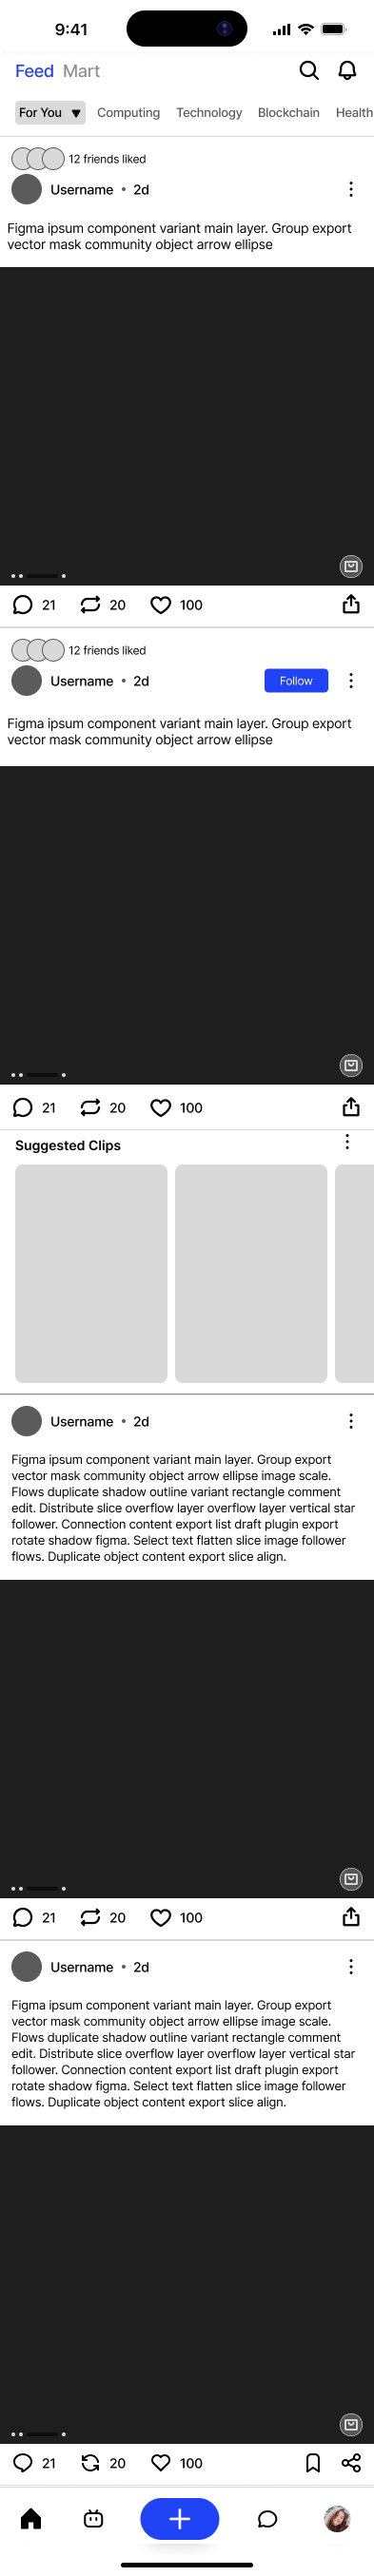 9:41
Feed Mart
For You ▼ Computing Technology Blockchain Health
12 friends liked
Username • 2d
Figma ipsum component variant main layer. Group export
vector mask community object arrow ellipse
21 20 100
12 friends liked
Username • 2d Follow
Figma ipsum component variant main layer. Group export
vector mask community object arrow ellipse
21 20 100
Suggested Clips
Username • 2d
Figma ipsum component variant main layer. Group export
vector mask community object arrow ellipse image scale.
Flows duplicate shadow outline variant rectangle comment
edit. Distribute slice overflow layer overflow layer vertical star
follower. Connection content export list draft plugin export
rotate shadow figma. Select text flatten slice image follower
flows. Duplicate object content export slice align.
21 20 100
Username • 2d
Figma ipsum component variant main layer. Group export
vector mask community object arrow ellipse image scale.
Flows duplicate shadow outline variant rectangle comment
edit. Distribute slice overflow layer overflow layer vertical star
follower. Connection content export list draft plugin export
rotate shadow figma. Select text flatten slice image follower
flows. Duplicate object content export slice align.
21 20 100